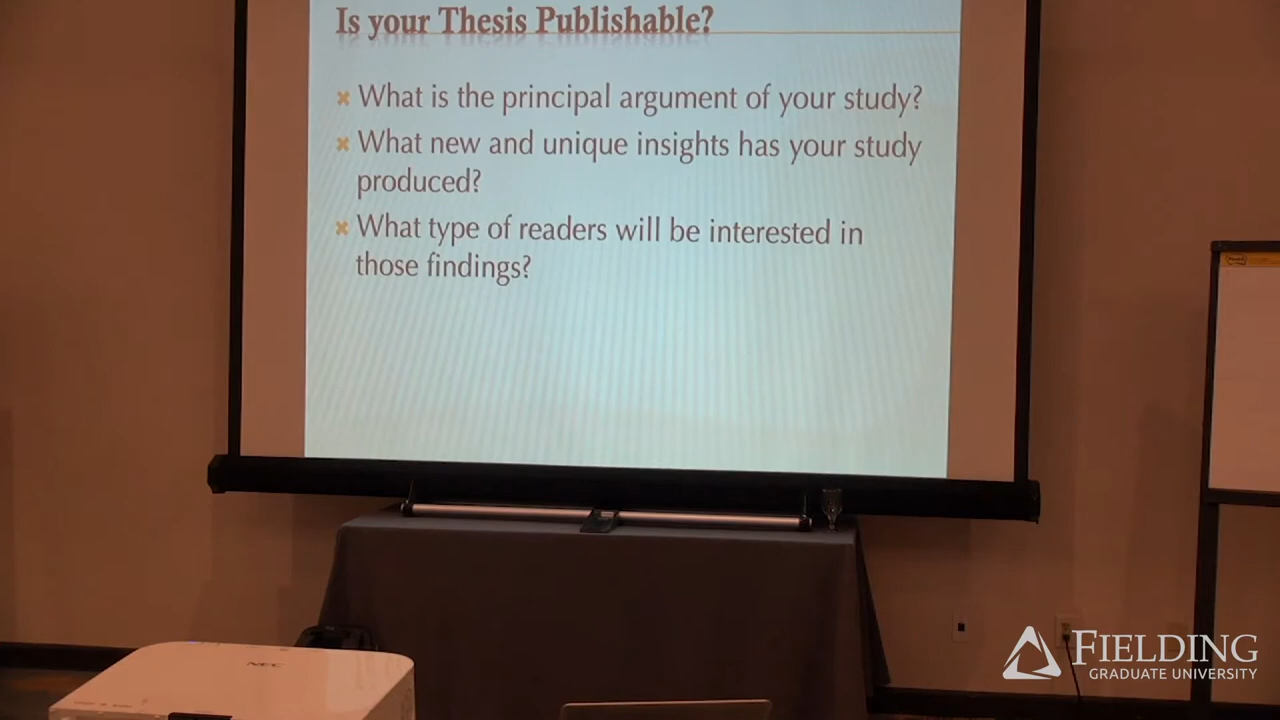 Is your Thesis Publishable?
What is the principal argument of your study?
What new and unique insights has your study
produced?
What type of readers will be interested in
those findings?
NEC
FIELDING
GRADUATE UNIVERSITY